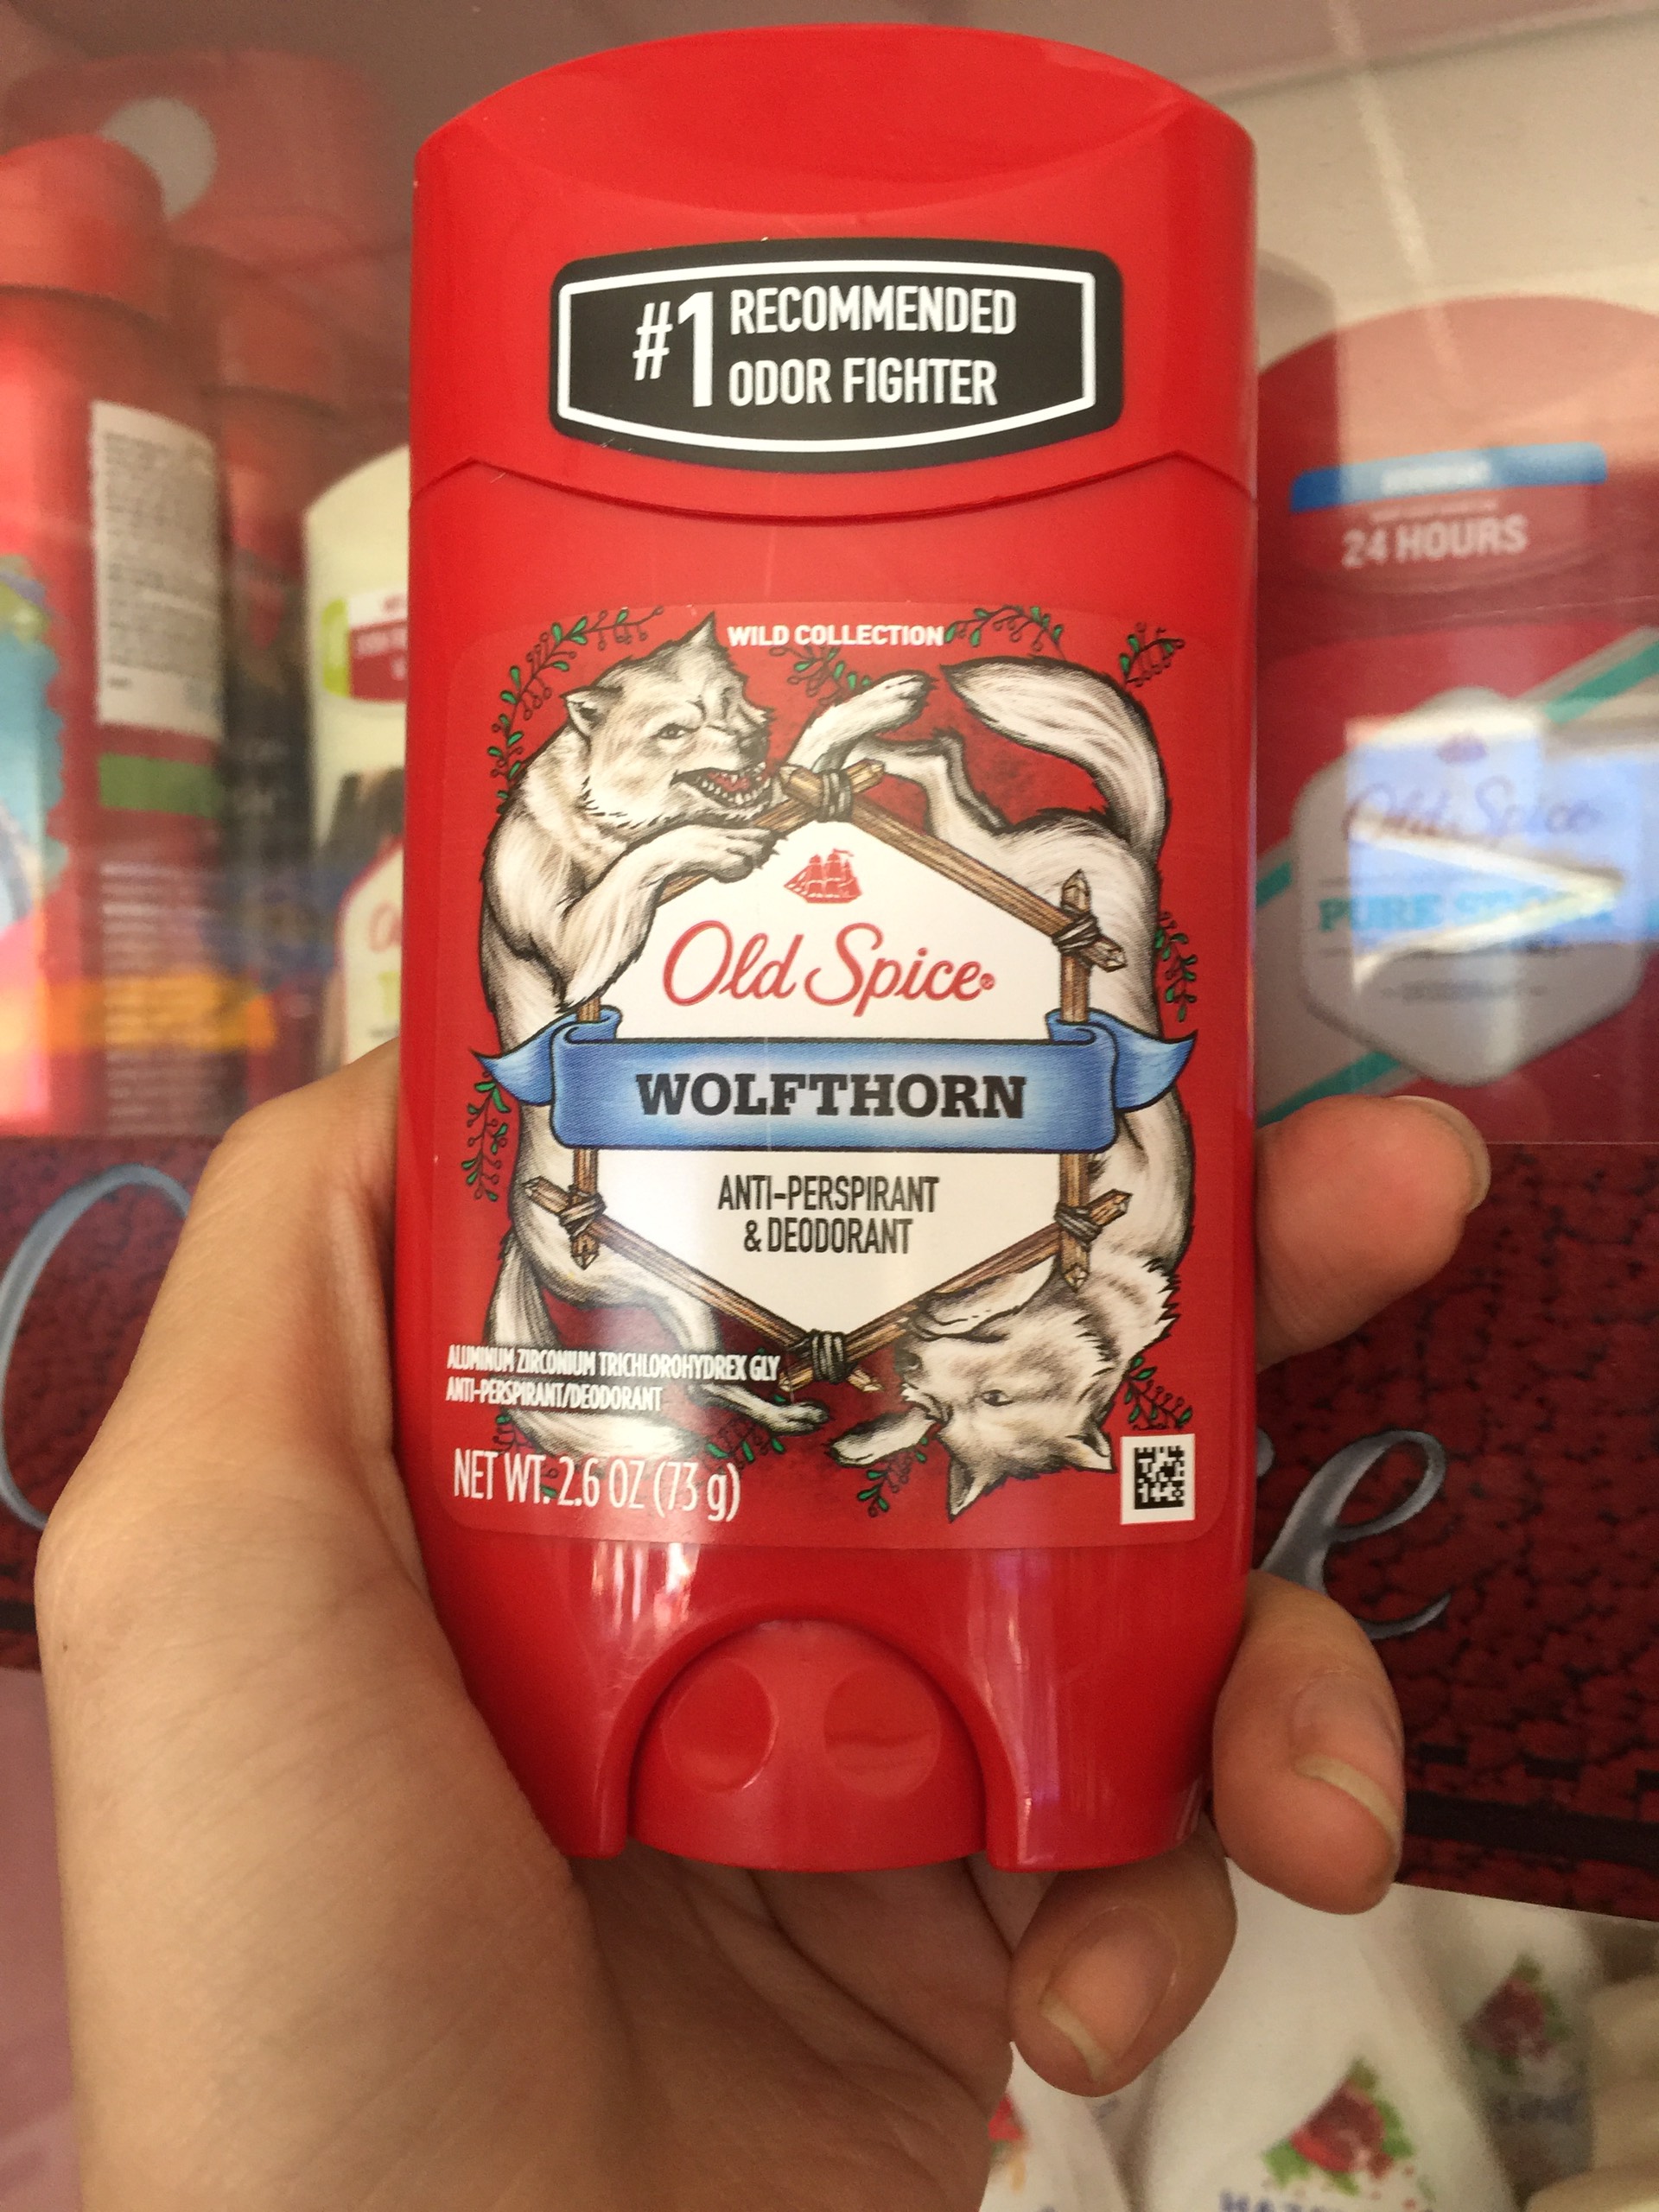 #1 RECOMMENDED
ODOR FIGHTER
WILD COLLECTION
Old Spice®
WOLFTHORN
ANTI-PERSPIRANT
& DEODORANT
ALUMINUM ZIRCONIUM TRICHLOROHYDREX GLY
ANTI-PERSPIRANT/DEODORANT
NET WT. 2.6 OZ (73 g)
24 HOURS
Old Spice
PURE